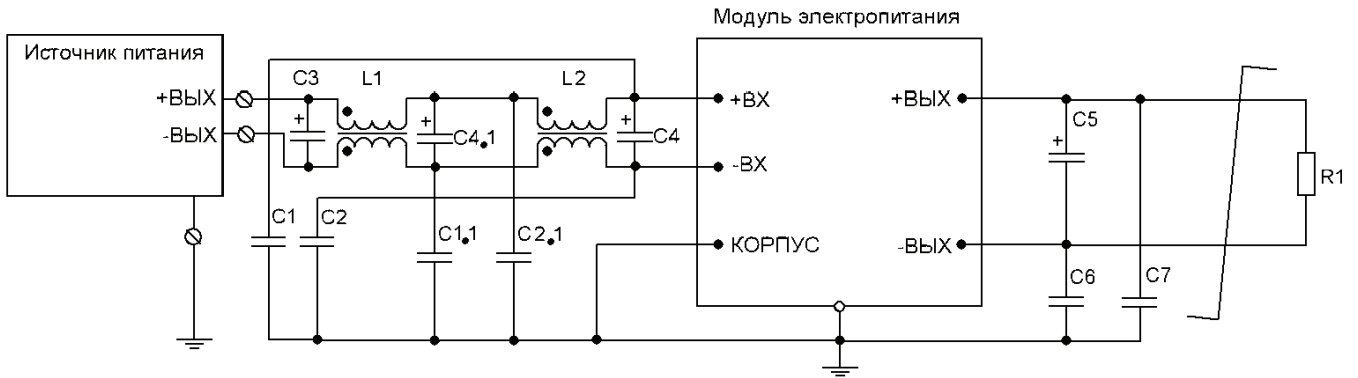 Модуль электропитания
Источник питания
+ВЫХ
-ВЫХ
C3
L1
L2
+
+
C4.1
+
C4
+ВХ
-ВХ
КОРПУС
+ВЫХ
-ВЫХ
C5
+
R1
C1
C2
C1.1
C2.1
C6
C7